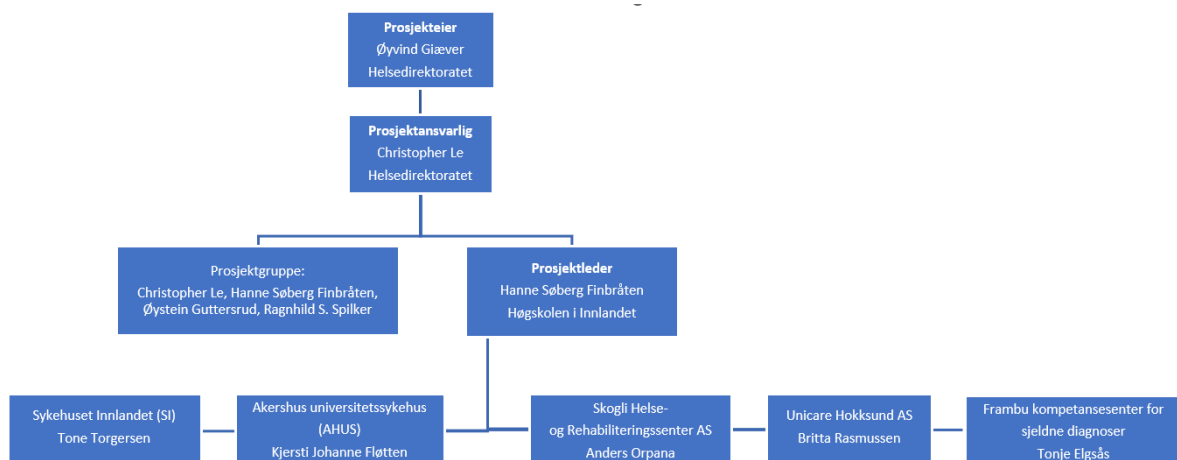 Prosjekteier
Øyvind Giæver
Helsedirektoratet
Prosjektansvarlig
Christopher Le
Helsedirektoratet
Prosjektgruppe:
Christopher Le, Hanne Søberg Finbråten,
Øystein Guttersrud, Ragnhild S. Spilker
Prosjektleder
Hanne Søberg Finbråten
Høgskolen i Innlandet
Sykehuset Innlandet (SI)
Tone Torgersen
Akershus universitetssykehus
(AHUS)
Kjersti Johanne Fløtten
Skogli Helse-
og Rehabiliteringssenter AS
Anders Orpana
Unicare Hokksund AS
Britta Rasmussen
Frambu kompetansesenter for
sjeldne diagnoser
Tonje Elgsås